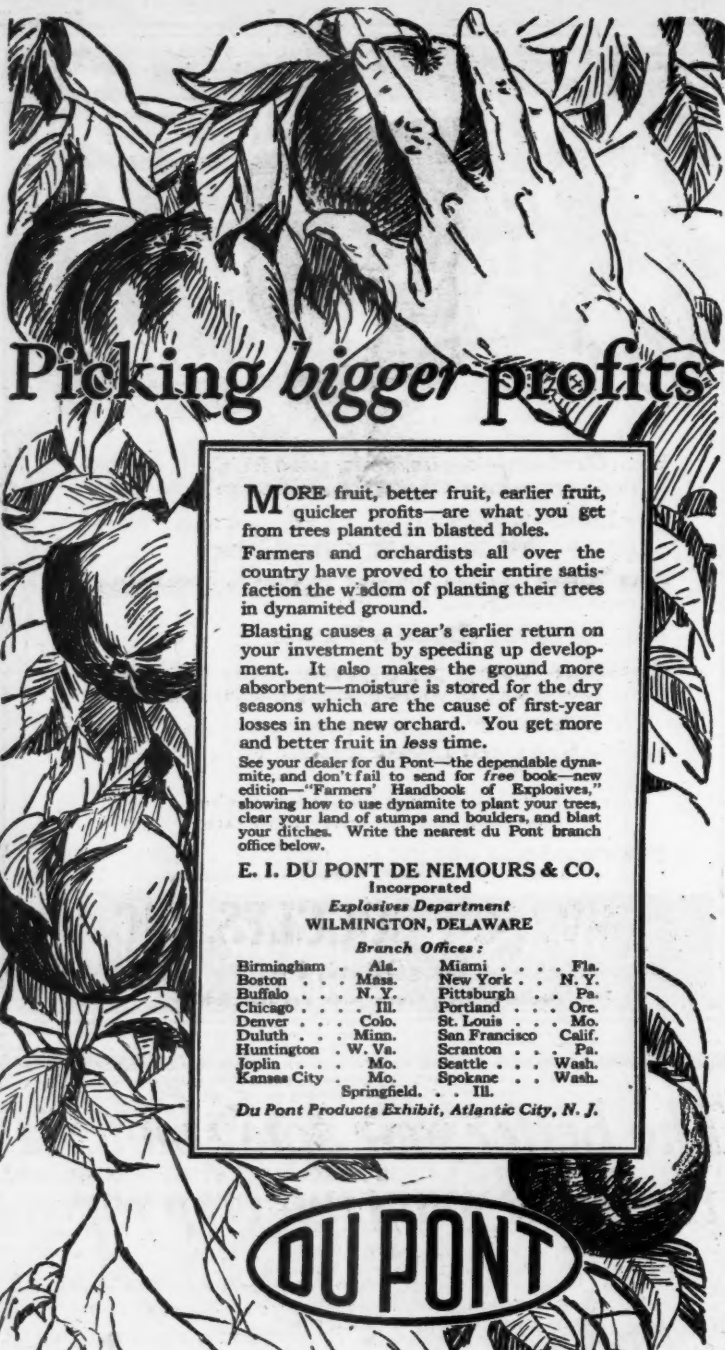 Picking bigger profits
MORE fruit, better fruit, earlier fruit,
quicker profits—are what you get
from trees planted in blasted holes.
Farmers and orchardists all over the
country have proved to their entire satis-
faction the wisdom of planting their trees
in dynamited ground.
Blasting causes a year's earlier return on
your investment by speeding up develop-
ment. It also makes the ground more
absorbent—moisture is stored for the dry
seasons which are the cause of first-year
losses in the new orchard. You get more
and better fruit in less time.
See your dealer for du Pont—the dependable dyna-
mite, and don't fail to send for free book—new
edition—"Farmers' Handbook of Explosives,"
showing how to use dynamite to plant your trees,
clear your land of stumps and boulders, and blast
your ditches. Write the nearest du Pont branch
office below.
E. I. DU PONT DE NEMOURS & CO.
Incorporated
Explosives Department
WILMINGTON, DELAWARE
Branch Offices:
Birmingham Ala. Miami . . . . Fla.
Boston . . . Mass. New York . . N. Y.
Buffalo . . . N. Y. Pittsburgh . . Pa.
Chicago . . . . Ill. Portland . . Ore.
Denver . . . Colo. St. Louis . . . Mo.
Duluth . . . Minn. San Francisco Calif.
Huntington . W. Va. Scranton . . . Pa.
Joplin . . . Mo. Seattle . . . Wash.
Kansas City . Mo. Spokane . . Wash.
Springfield. . . Ill.
Du Pont Products Exhibit, Atlantic City, N. J.
DU PONT